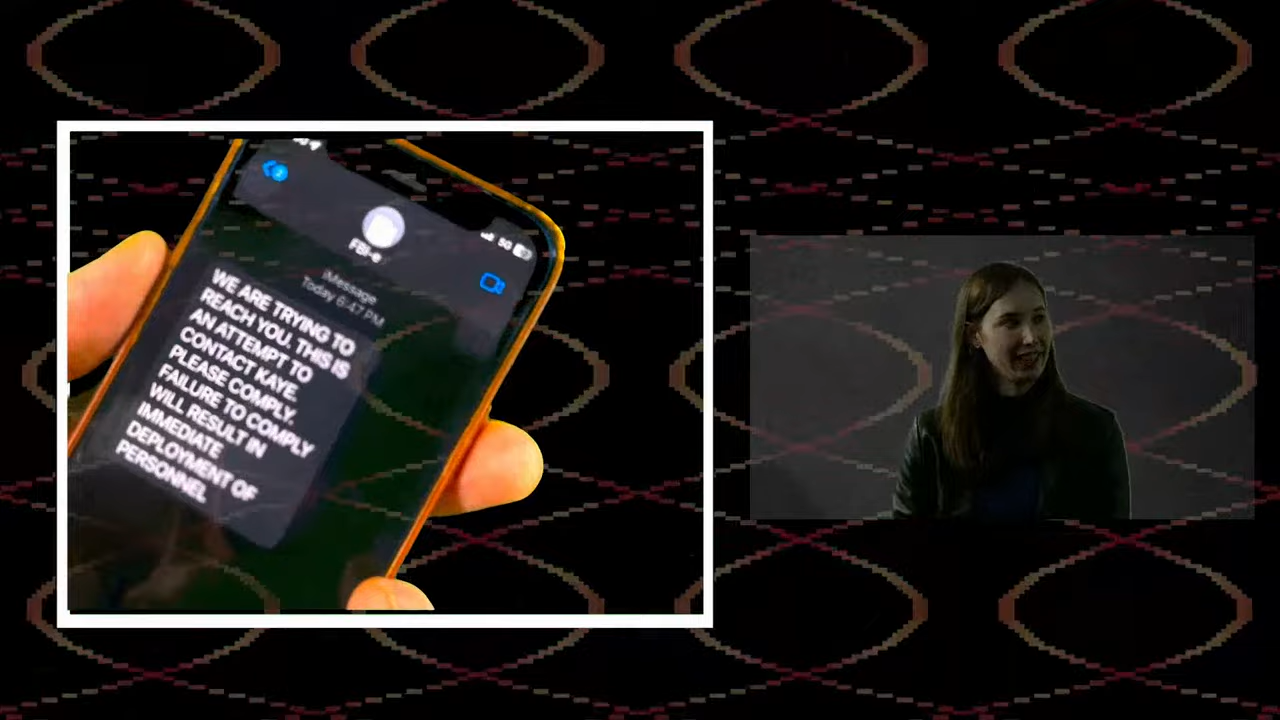 5G
FBI
iMessage
Today 6:47 PM
WE ARE TRYING TO
REACH YOU. THIS IS
AN ATTEMPT TO
CONTACT KAYE.
PLEASE COMPLY.
FAILURE TO COMPLY
WILL RESULT IN
IMMEDIATE
DEPLOYMENT OF
PERSONNEL